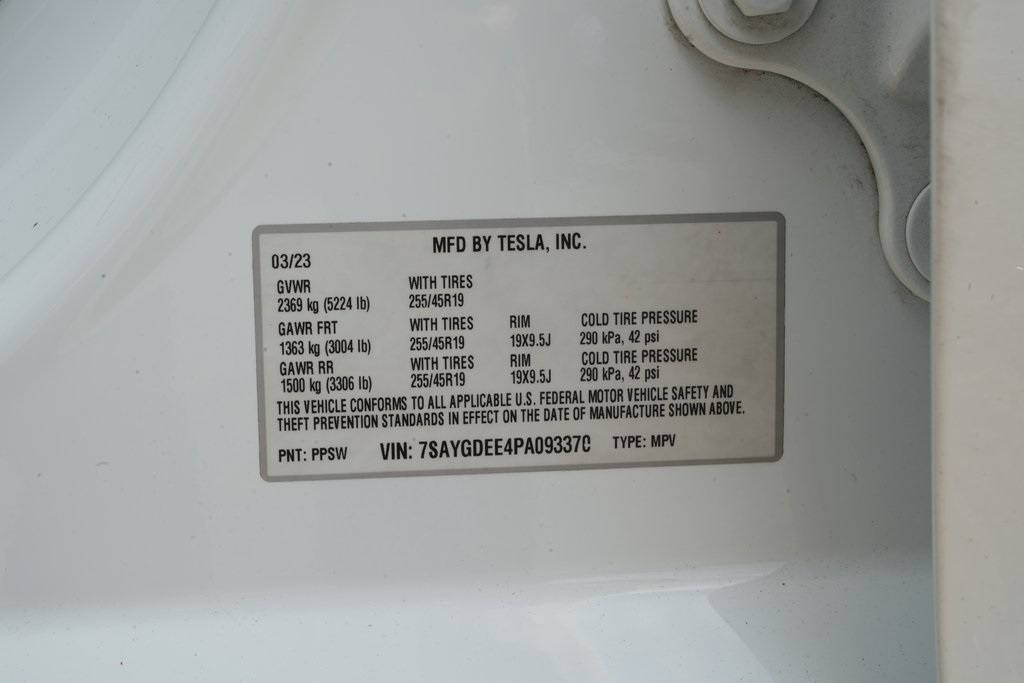 MFD BY TESLA, INC.
03/23
GVWR WITH TIRES
2369 kg (5224 lb) 255/45R19
GAWR FRT WITH TIRES RIM COLD TIRE PRESSURE
1363 kg (3004 lb) 255/45R19 19X9.5J 290 kPa, 42 psi
GAWR RR WITH TIRES RIM COLD TIRE PRESSURE
1500 kg (3306 lb) 255/45R19 19X9.5J 290 kPa, 42 psi
THIS VEHICLE CONFORMS TO ALL APPLICABLE U.S. FEDERAL MOTOR VEHICLE SAFETY AND
THEFT PREVENTION STANDARDS IN EFFECT ON THE DATE OF MANUFACTURE SHOWN ABOVE.
PNT: PPSW VIN: 7SAYGDEE4PA093370 TYPE: MPV